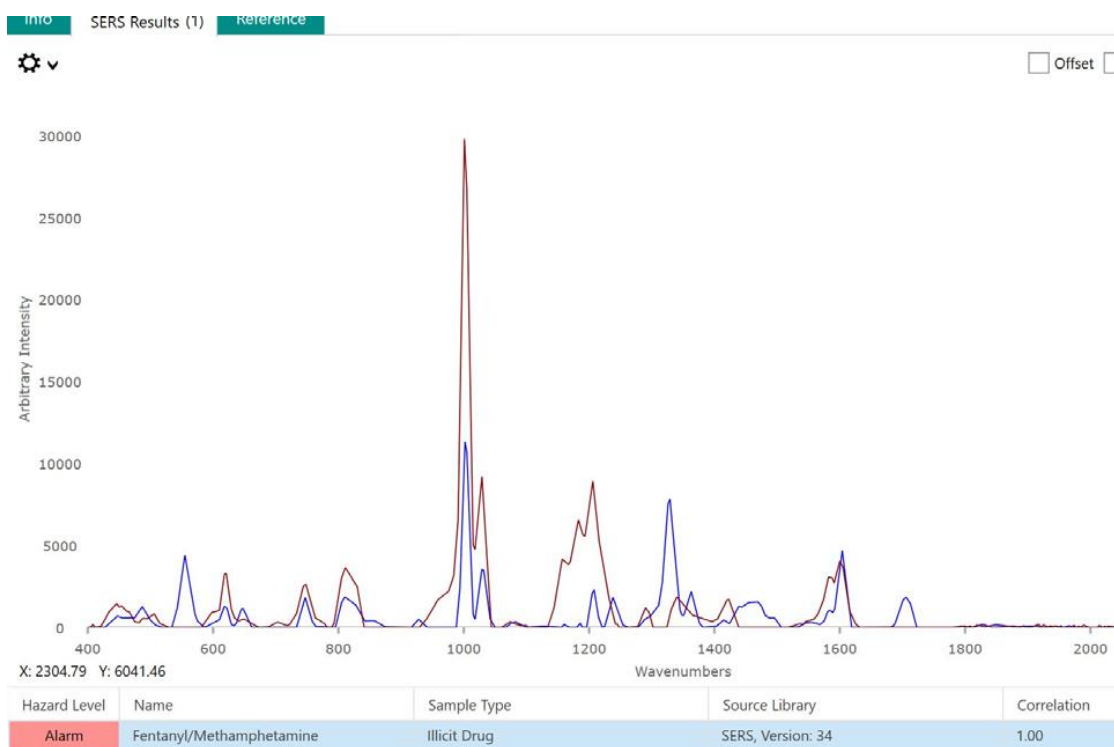 Info SERS Results (1) Reference
Offset
30000
25000
20000
15000
10000
5000
0
Arbitrary Intensity
400 600 800 1000 1200 1400 1600 1800 2000
X: 2304.79 Y: 6041.46 Wavenumbers
Hazard Level Name Sample Type Source Library Correlation
Alarm Fentanyl/Methamphetamine Illicit Drug SERS, Version: 34 1.00